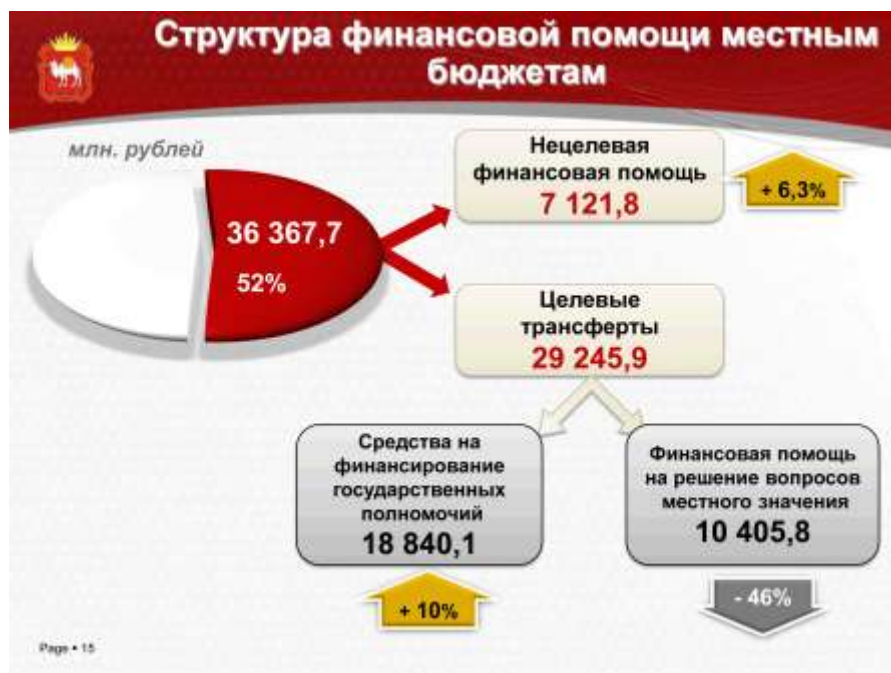 Структура финансовой помощи местным
бюджетам
млн. рублей
36 367,7
52%
Нецелевая
финансовая помощь
7 121,8
+ 6,3%
Целевые
трансферты
29 245,9
Средства на
финансирование
государственных
полномочий
18 840,1
+ 10%
Финансовая помощь
на решение вопросов
местного значения
10 405,8
- 46%
Page ▪ 15